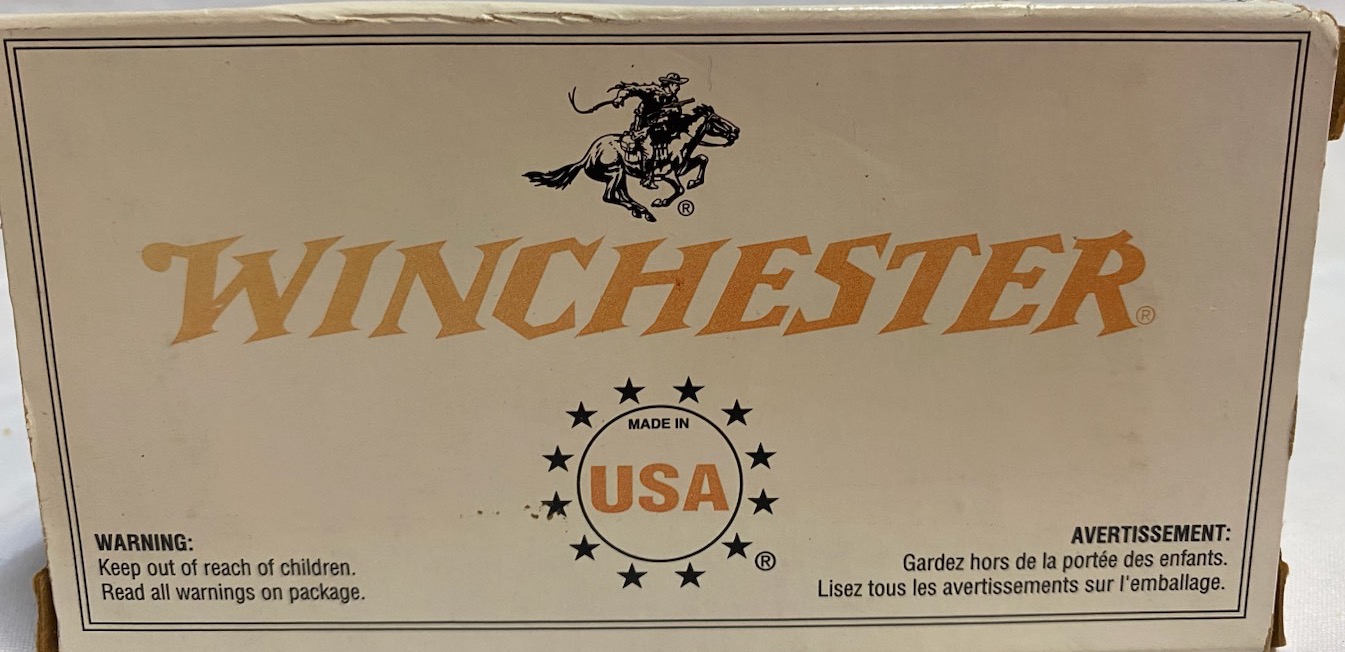 ®
WINCHESTER®
MADE IN
USA
®
WARNING:
Keep out of reach of children.
Read all warnings on package.
AVERTISSEMENT:
Gardez hors de la portée des enfants.
Lisez tous les avertissements sur l'emballage.